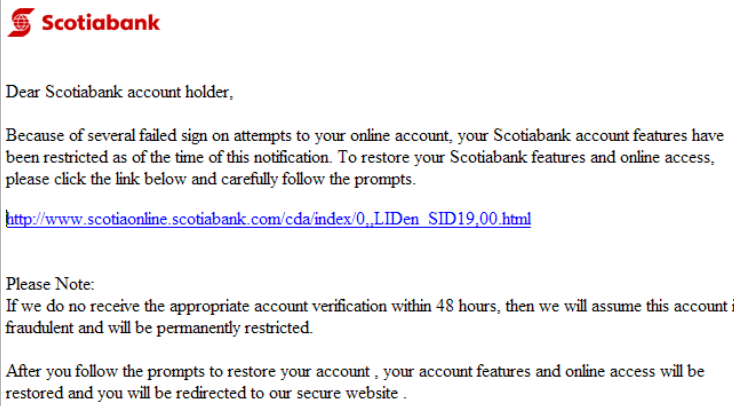 Scotiabank
Dear Scotiabank account holder,
Because of several failed sign on attempts to your online account, your Scotiabank account features have
been restricted as of the time of this notification. To restore your Scotiabank features and online access,
please click the link below and carefully follow the prompts.
http://www.scotiaonline.scotiabank.com/cda/index/0,,LIDen_SID19,00.html
Please Note:
If we do no receive the appropriate account verification within 48 hours, then we will assume this account i
fraudulent and will be permanently restricted.
After you follow the prompts to restore your account , your account features and online access will be
restored and you will be redirected to our secure website .